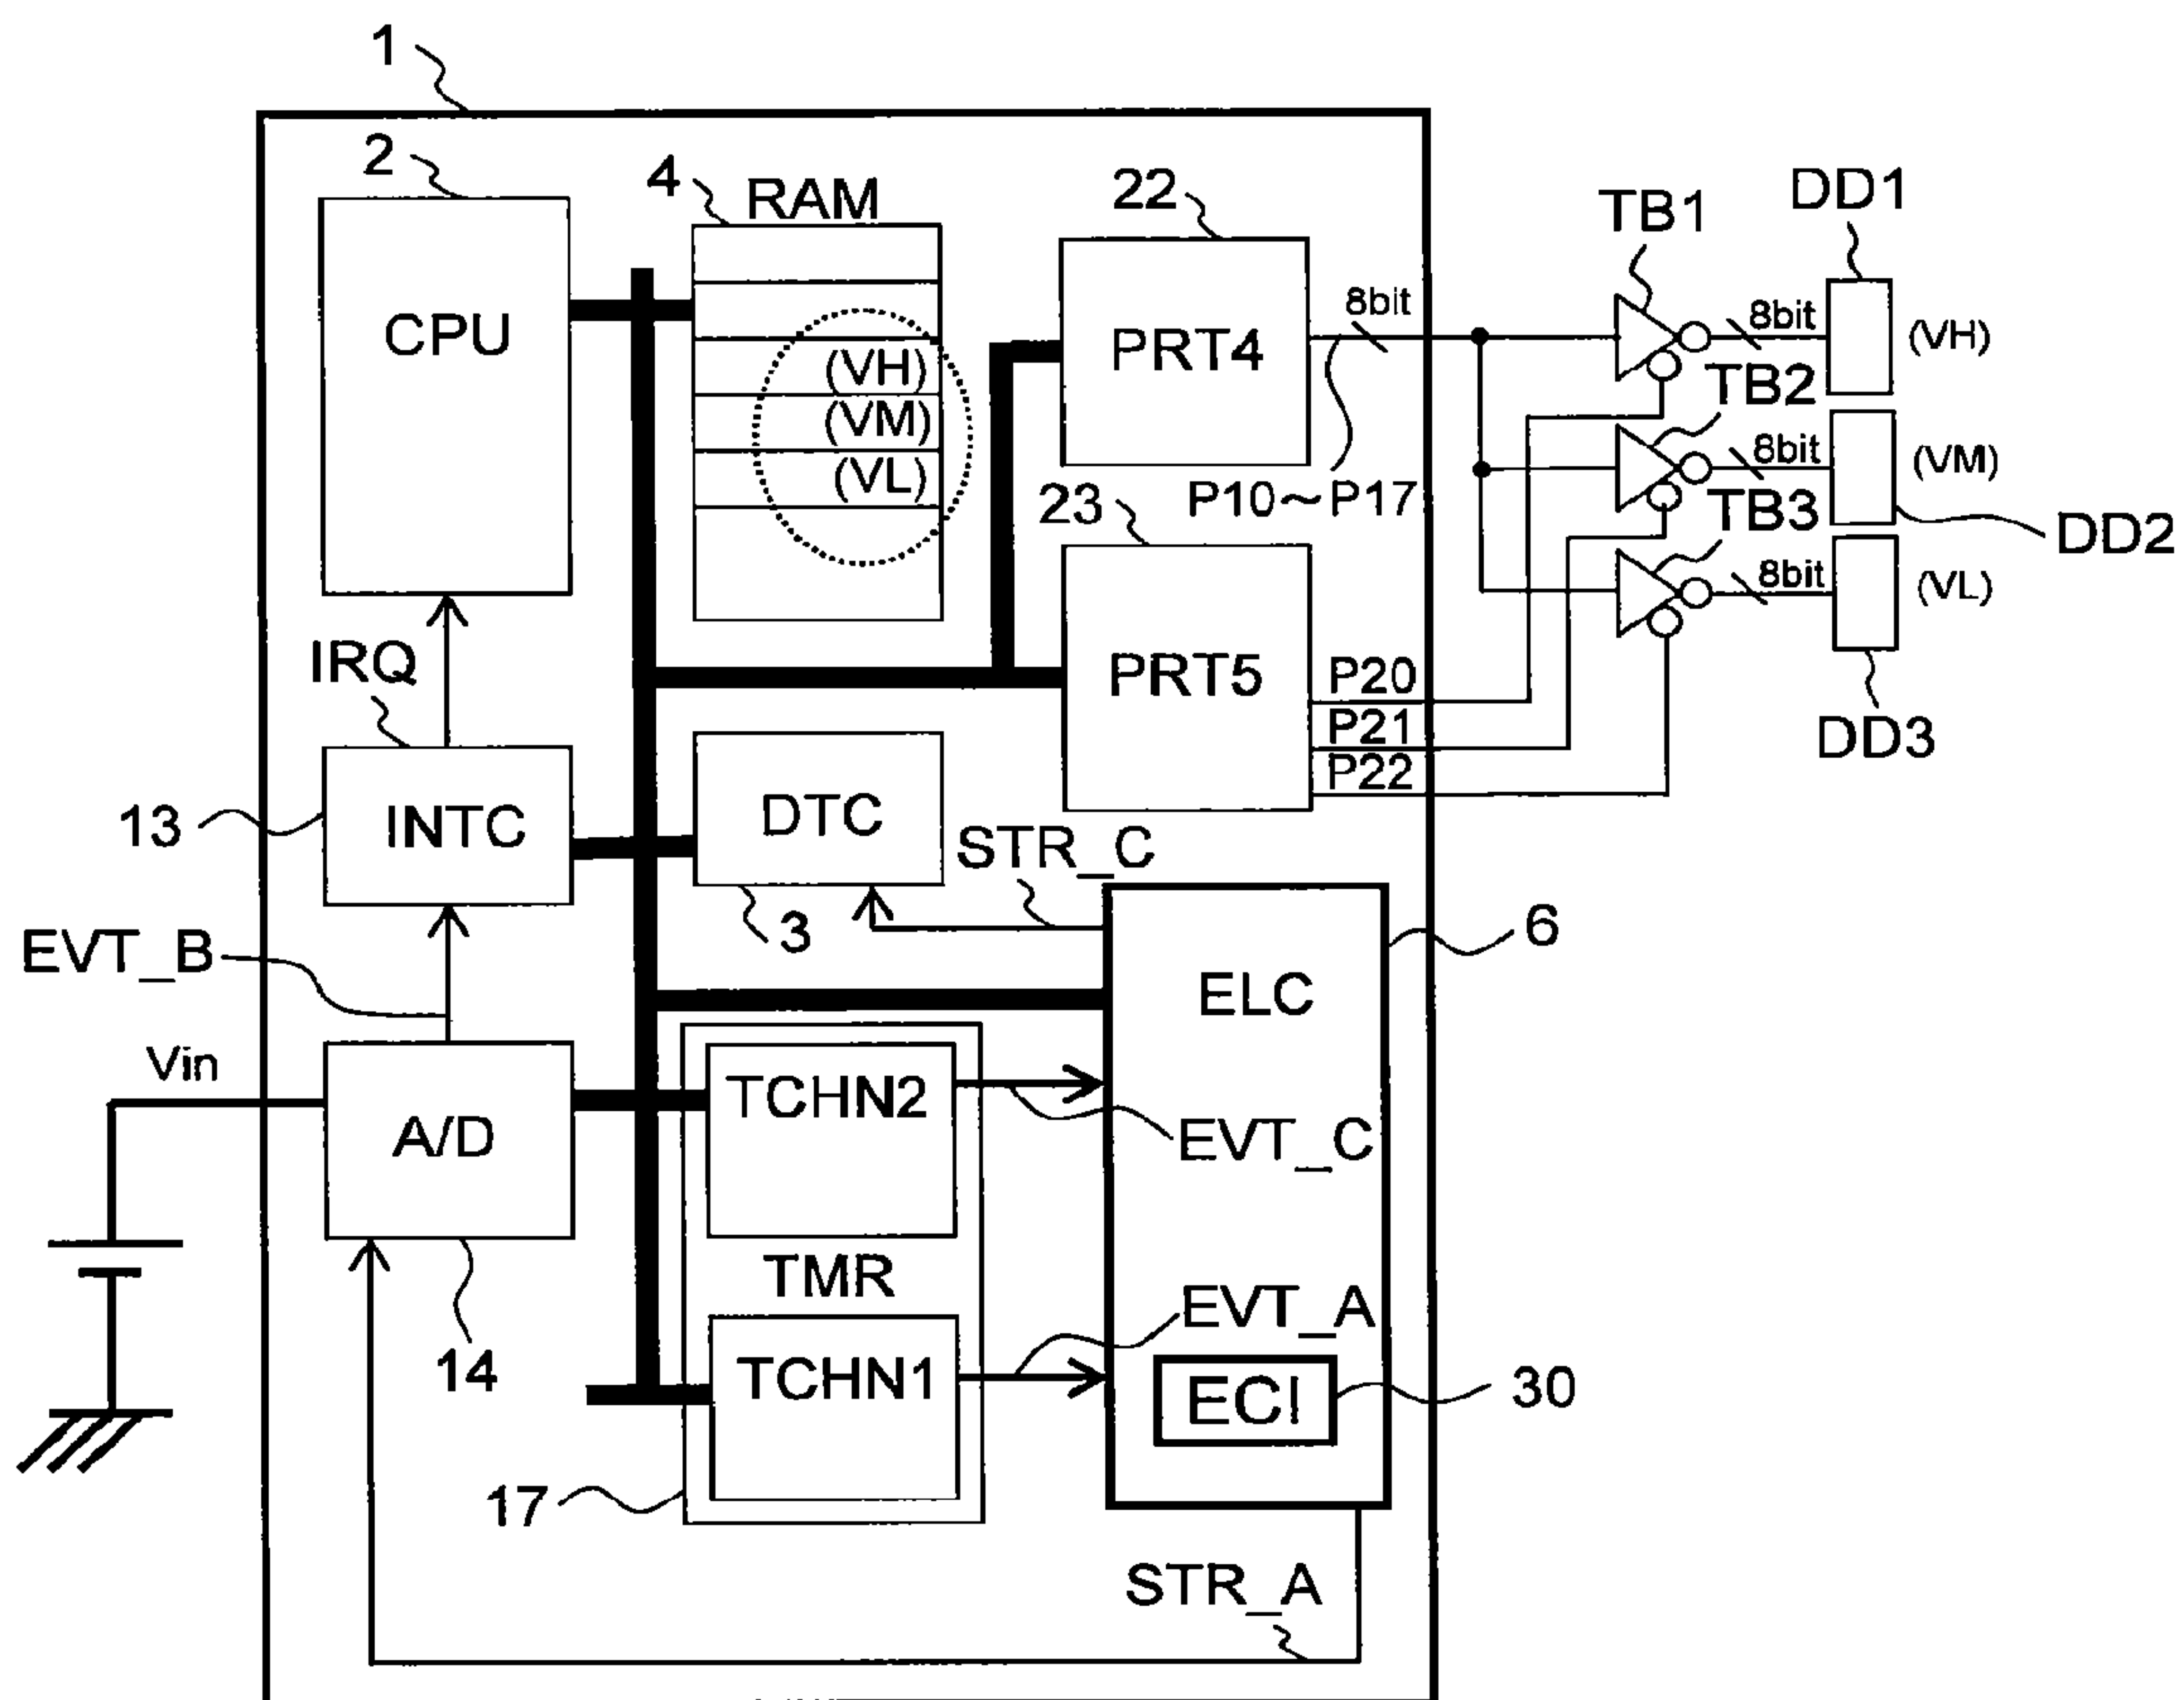 1
2
4
RAM
22
TB1
DD1
CPU
PRT4
8bit
8bit
(VH)
(VH)
TB2
(VM)
8bit
(VM)
(VL)
P10~P17
TB3
DD2
23
8bit
(VL)
IRQ
PRT5
P20
P21
DD3
P22
13
INTC
DTC
STR_C
3
6
EVT_B
ELC
Vin
TCHN2
A/D
EVT_C
TMR
EVT_A
14
TCHN1
ECI
30
17
STR_A